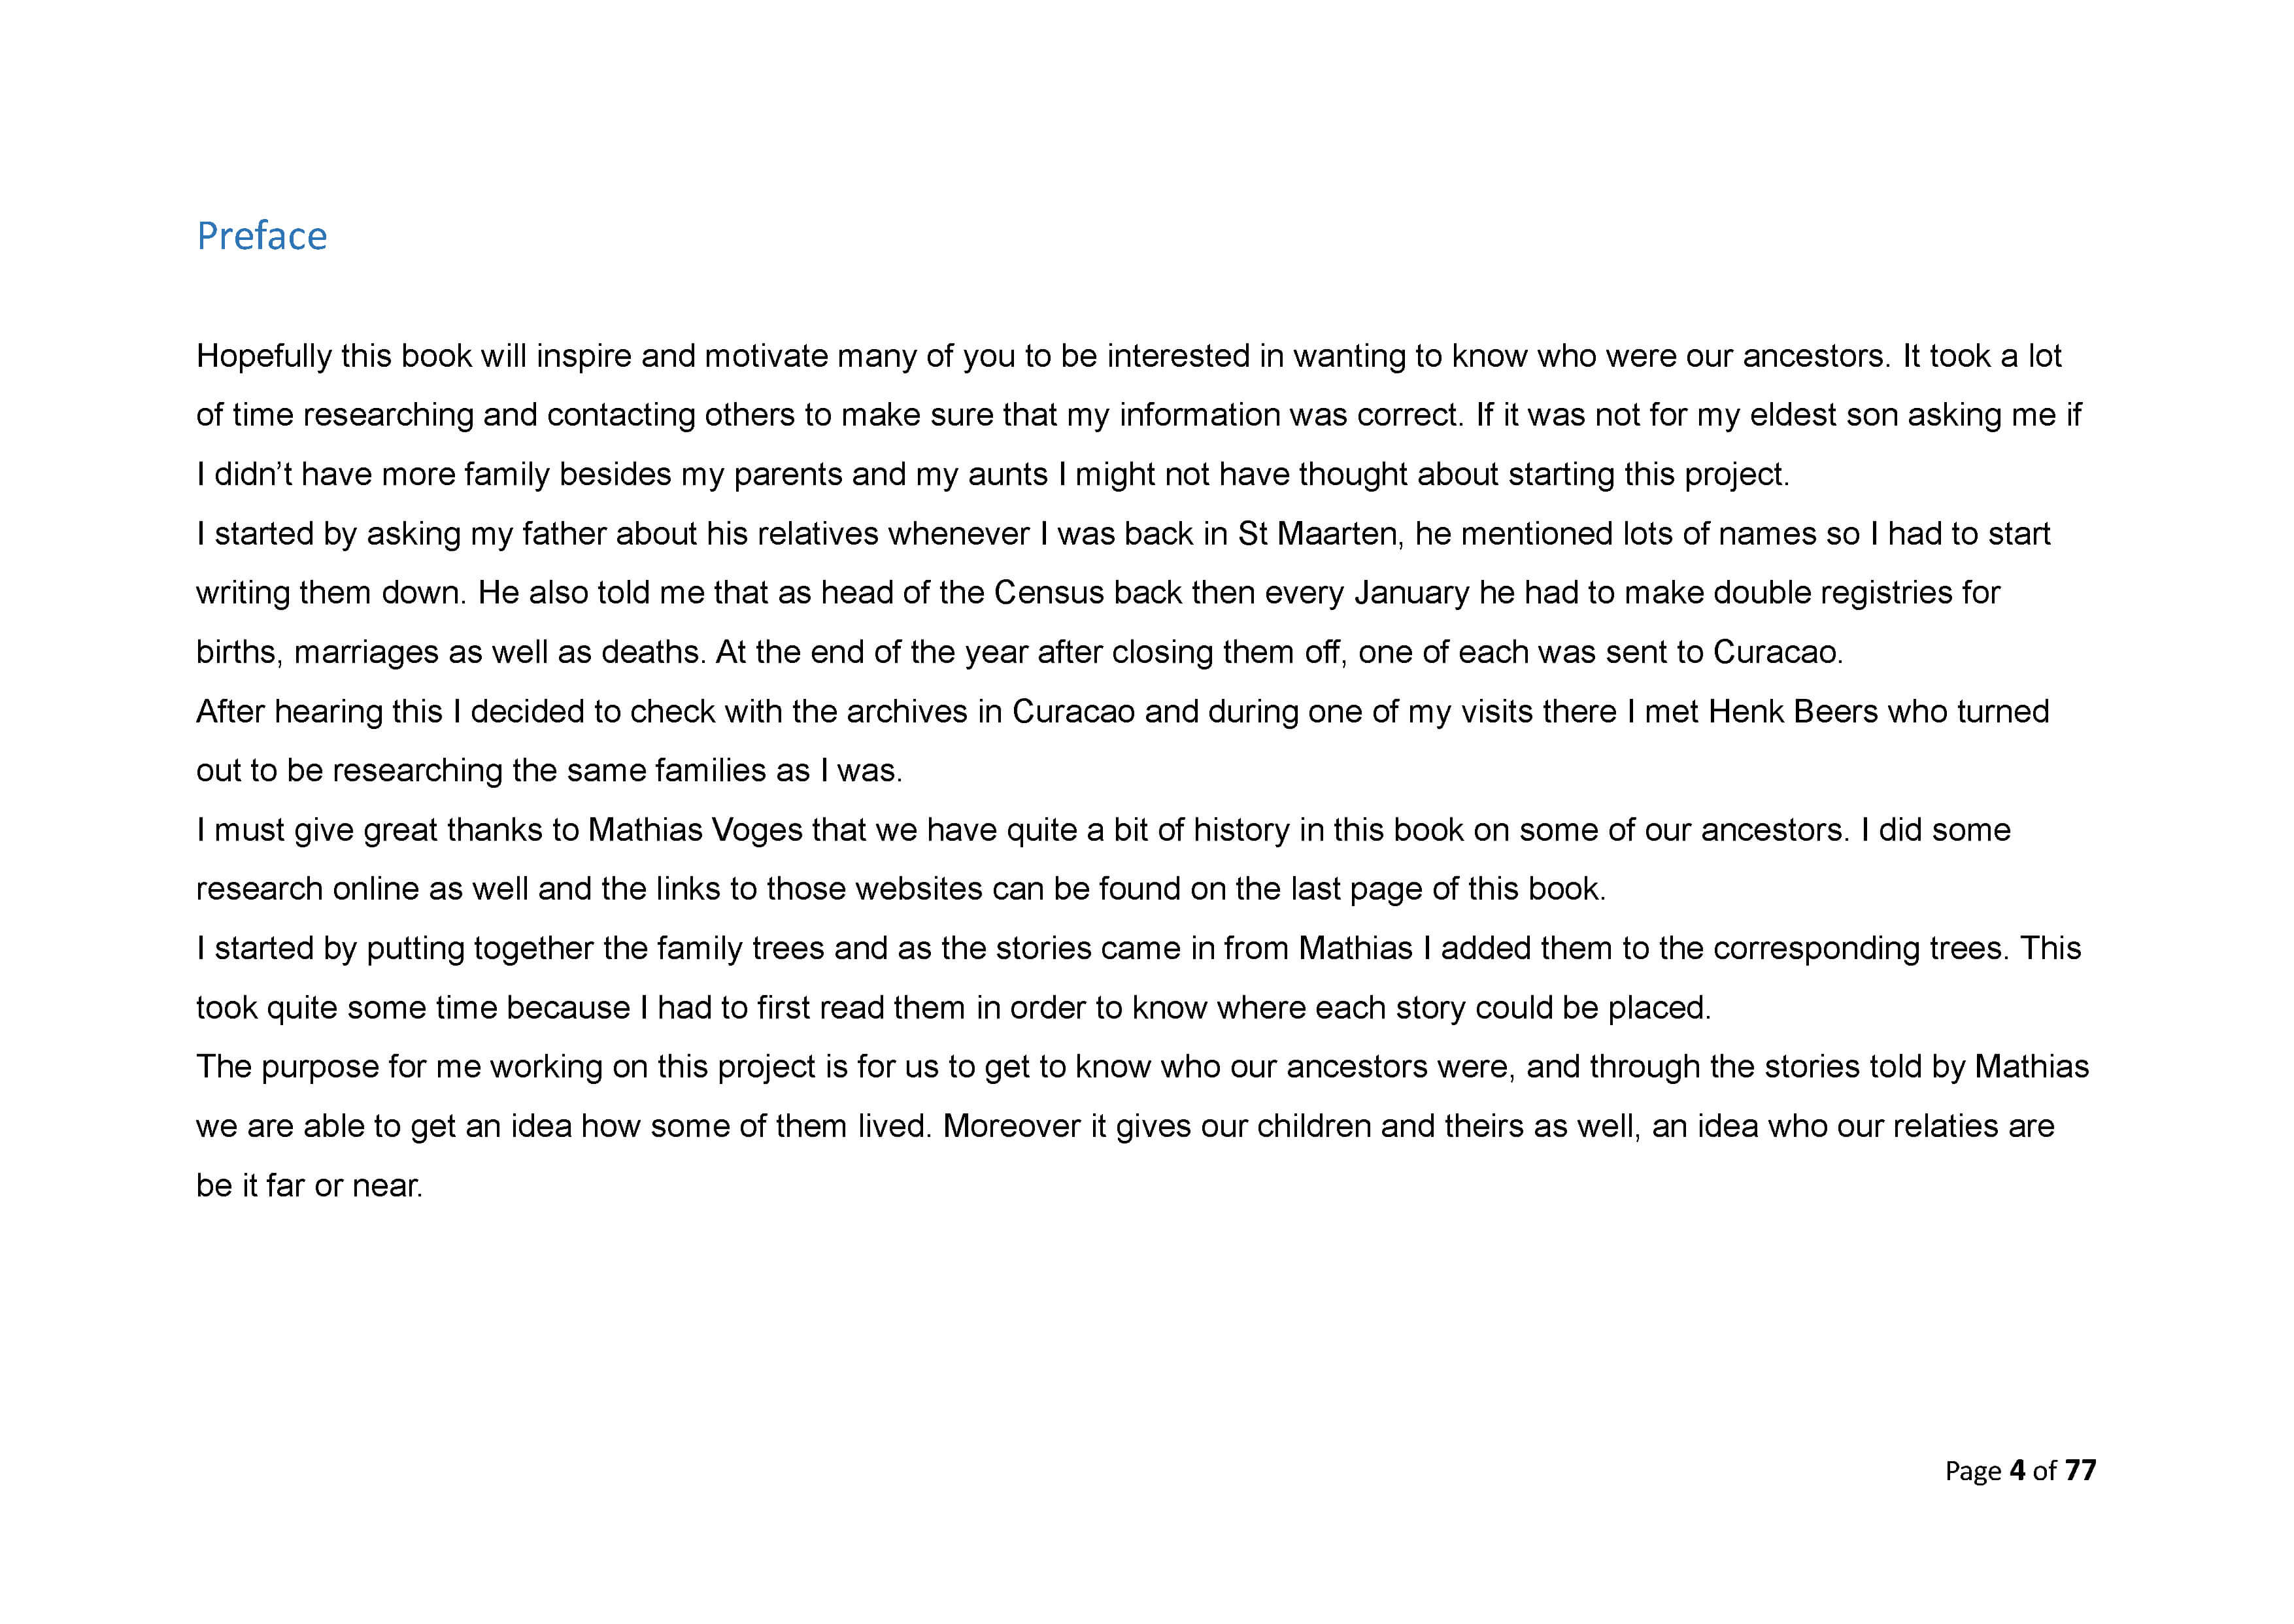 Preface
Hopefully this book will inspire and motivate many of you to be interested in wanting to know who were our ancestors. It took a lot
of time researching and contacting others to make sure that my information was correct. If it was not for my eldest son asking me if
I didn’t have more family besides my parents and my aunts I might not have thought about starting this project.
I started by asking my father about his relatives whenever I was back in St Maarten, he mentioned lots of names so I had to start
writing them down. He also told me that as head of the Census back then every January he had to make double registries for
births, marriages as well as deaths. At the end of the year after closing them off, one of each was sent to Curacao.
After hearing this I decided to check with the archives in Curacao and during one of my visits there I met Henk Beers who turned
out to be researching the same families as I was.
I must give great thanks to Mathias Voges that we have quite a bit of history in this book on some of our ancestors. I did some
research online as well and the links to those websites can be found on the last page of this book.
I started by putting together the family trees and as the stories came in from Mathias I added them to the corresponding trees. This
took quite some time because I had to first read them in order to know where each story could be placed.
The purpose for me working on this project is for us to get to know who our ancestors were, and through the stories told by Mathias
we are able to get an idea how some of them lived. Moreover it gives our children and theirs as well, an idea who our relaties are
be it far or near.
Page 4 of 77